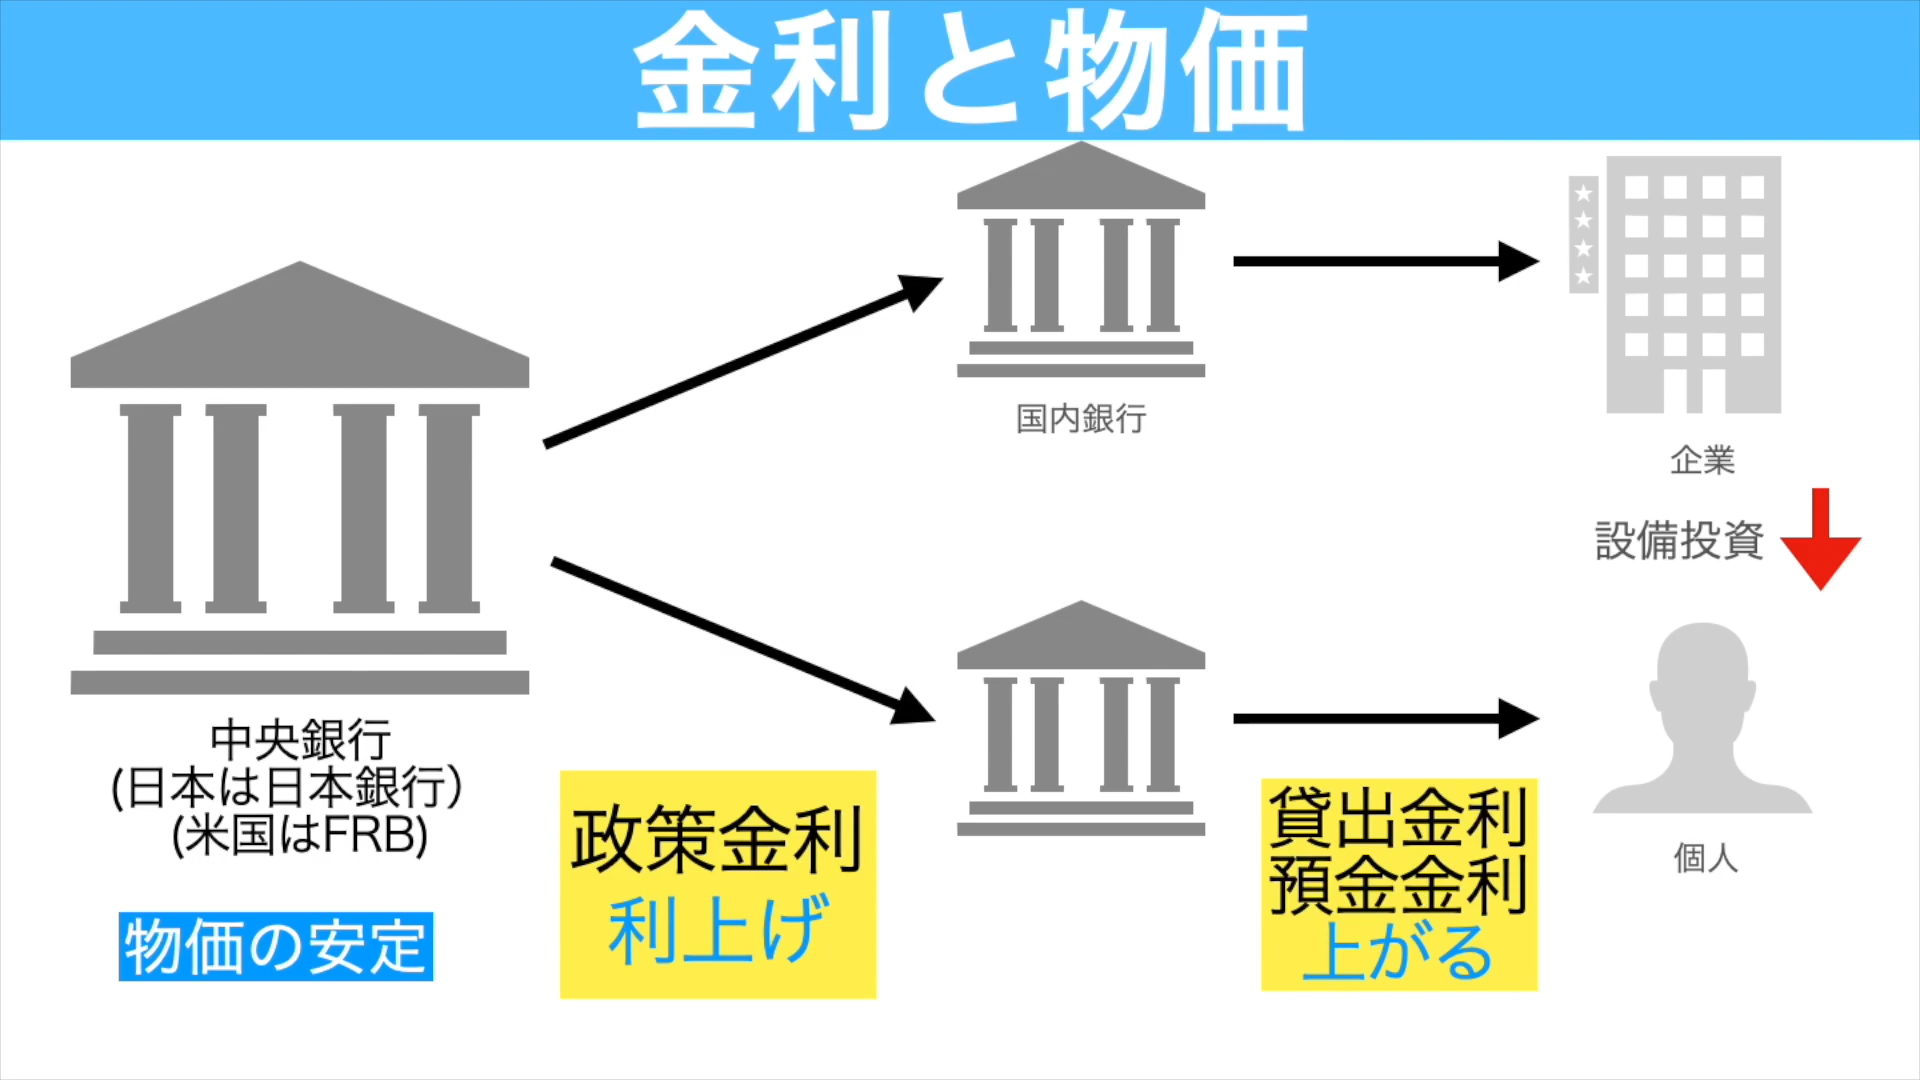 金利と物価
国内銀行
企業
設備投資
中央銀行
(日本は日本銀行）
(米国はFRB)
物価の安定
政策金利
利上げ
貸出金利
預金金利
上がる
個人